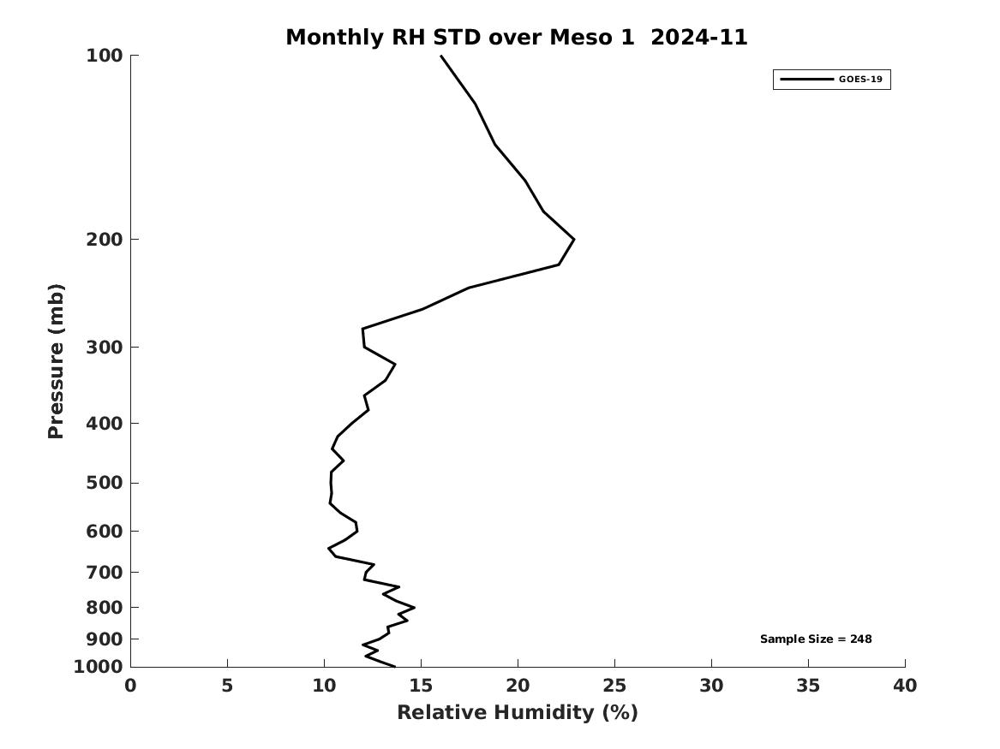 Monthly RH STD over Meso 1  2024-11
GOES-19
Pressure (mb)
100
200
300
400
500
600
700
800
900
1000
Sample Size = 248
0 5 10 15 20 25 30 35 40
Relative Humidity (%)